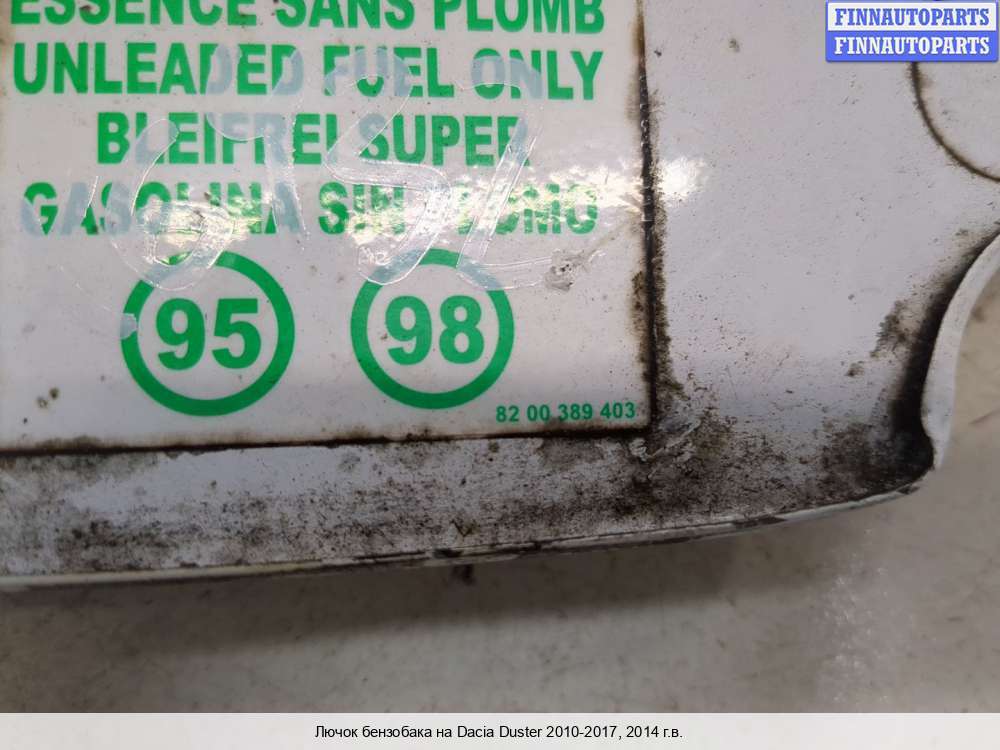 ESSENCE SANS PLOMB
FINNAUTOPARTS
FINNAUTOPARTS
UNLEADED FUEL ONLY
BLEIFREI SUPER
GASOLINA SIN
95
98
82 00 389 403
Лючок бензобака на Dacia Duster 2010-2017, 2014 г.в.